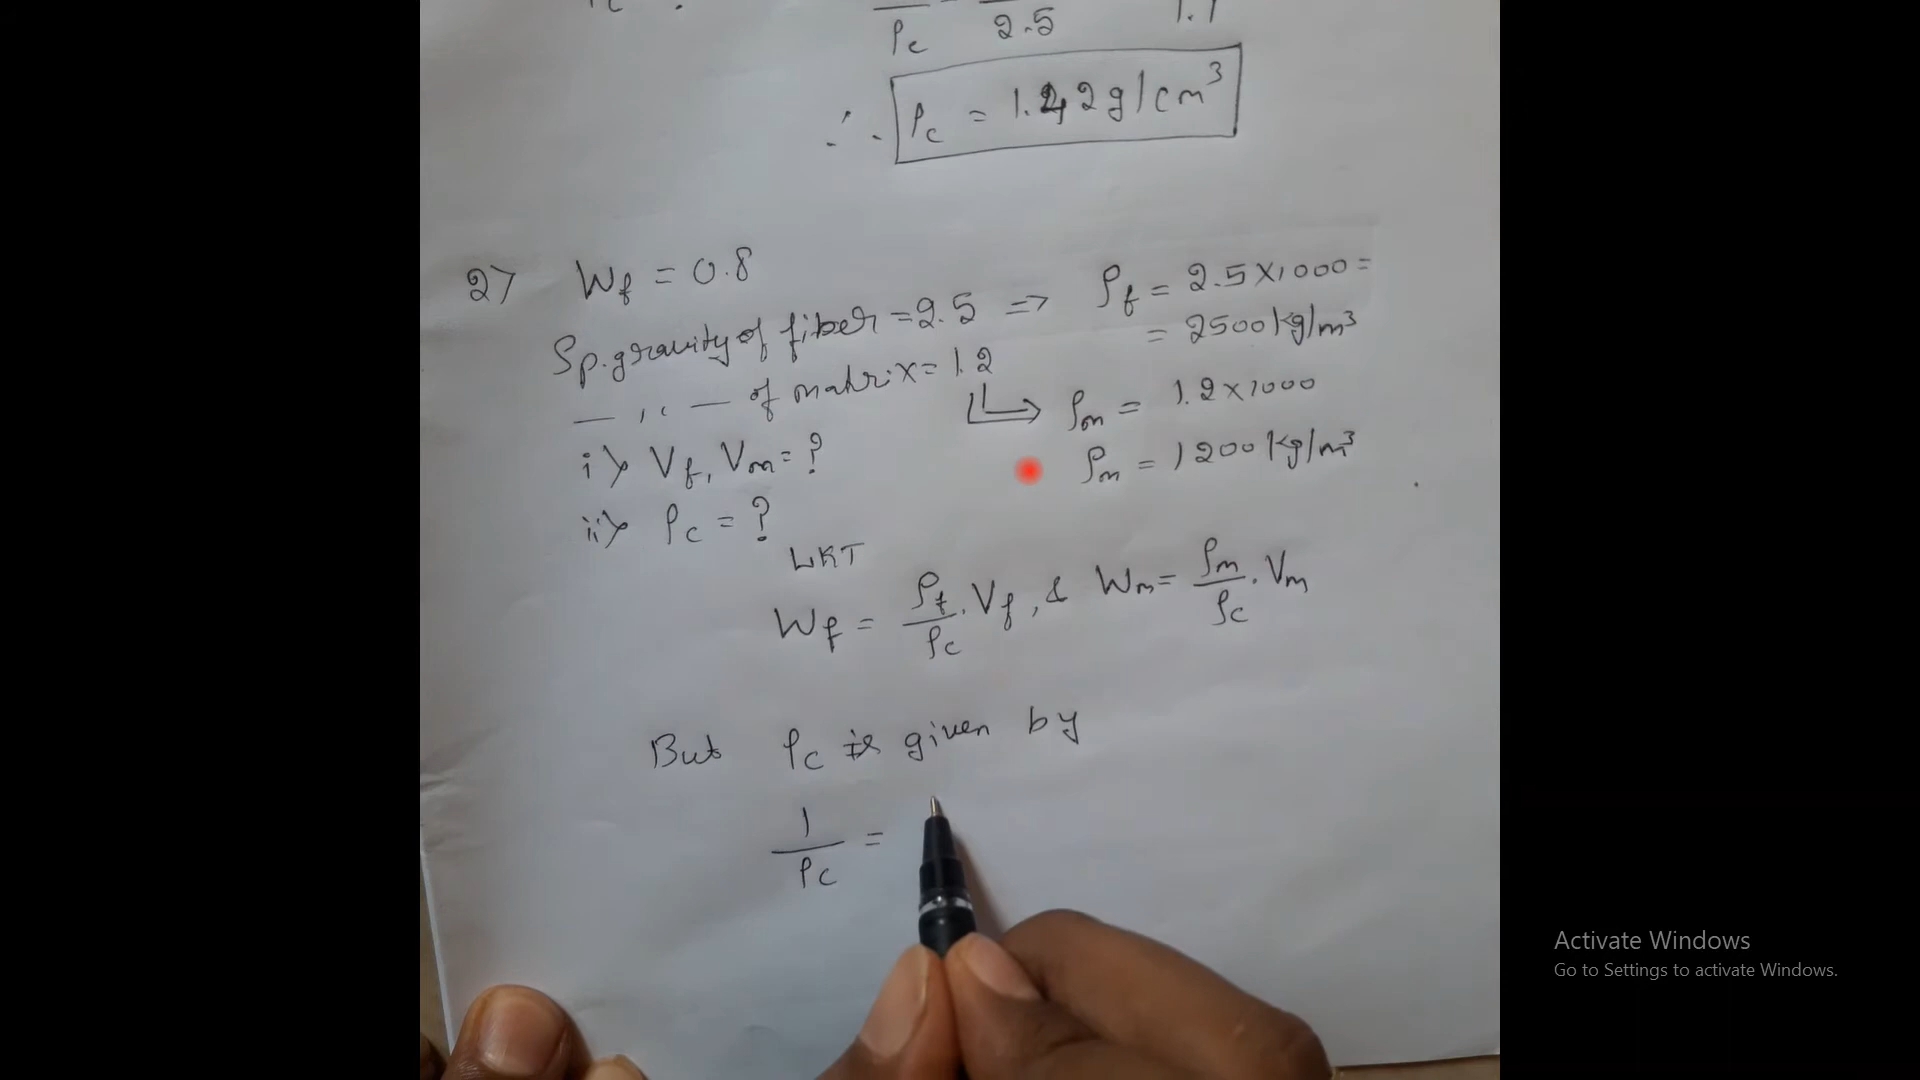 ρc 2.5 1.1
∴ ρc = 1.42 g/cm³
2) Wf = 0.8
Sp. gravity of fiber = 2.5 => ρf = 2.5 x 1000 =
= 2500 kg/m³
— ,, — of matrix = 1.2
ρm = 1.2 x 1000
i) Vf, Vm = ?
ρm = 1200 kg/m³
ii) ρc = ?
WKT
Wf = ρf/ρc . Vf, & Wm = ρm/ρc . Vm
But ρc is given by
1/ρc =
Activate Windows
Go to Settings to activate Windows.